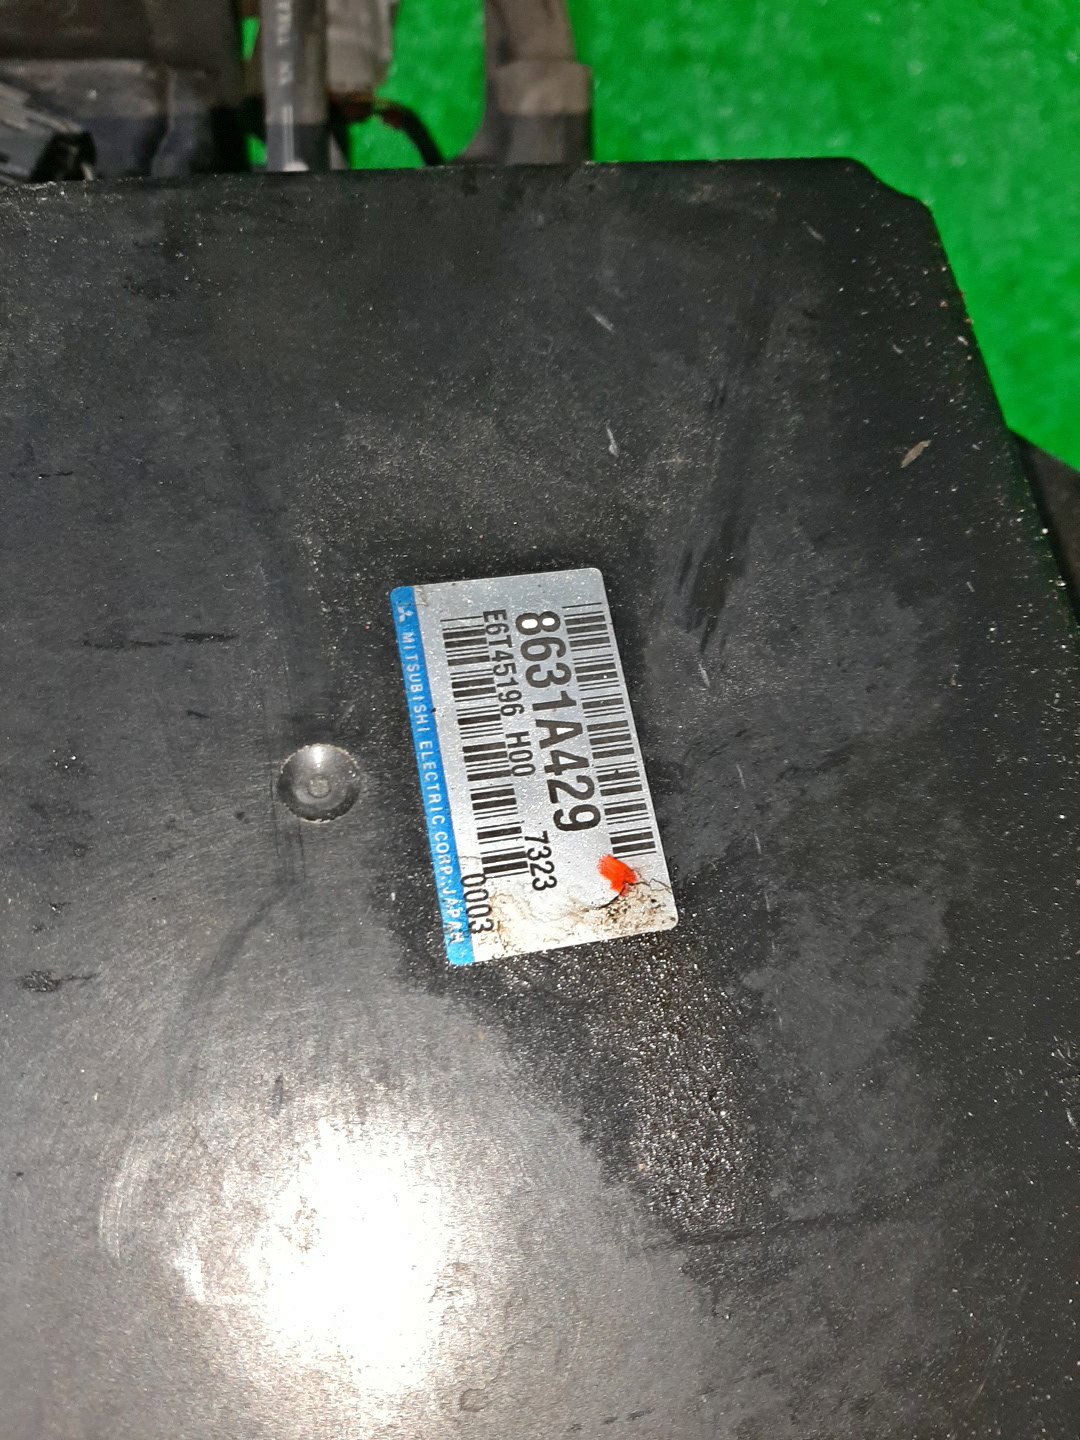 8631A429
E6T45196 H00 7323
0003
MITSUBISHI ELECTRIC CORP. JAPAN